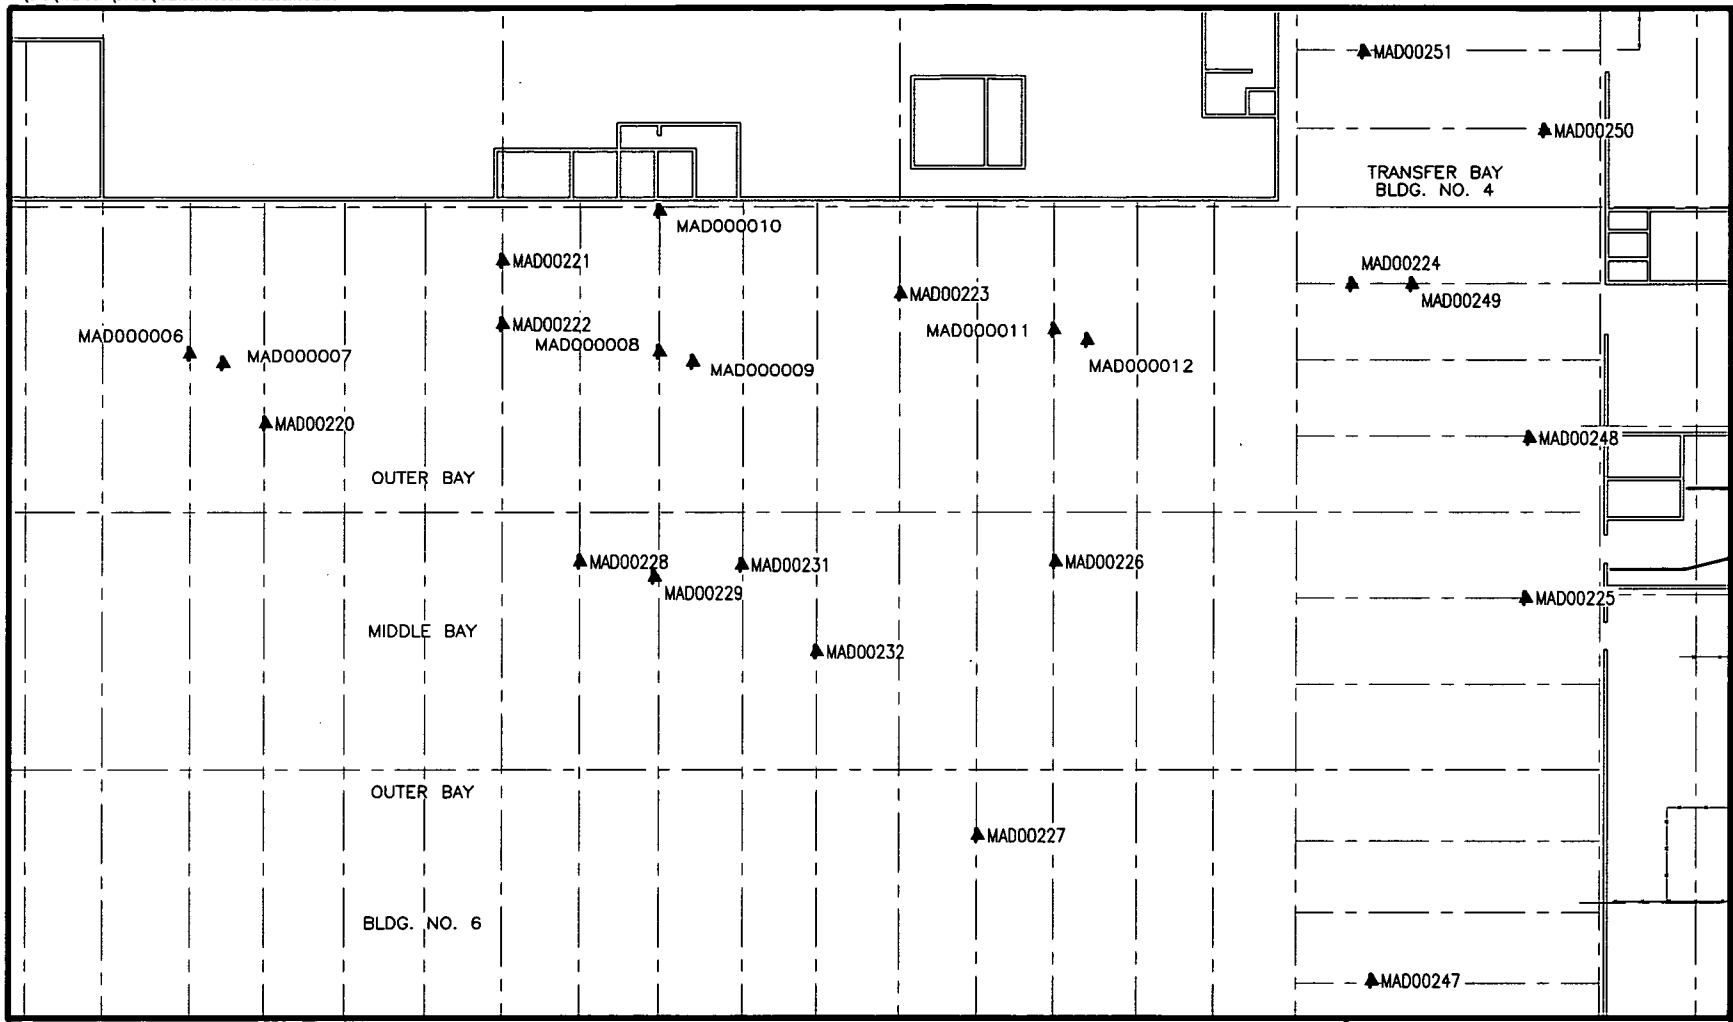 MAD00251
MAD00250
TRANSFER BAY
BLDG. NO. 4
MAD000010
MAD00221
MAD00224
MAD00223
MAD00249
MAD00222
MAD000011
MAD000006
MAD000008
MAD000007
MAD000009
MAD000012
MAD00220
MAD00248
OUTER BAY
MAD00228
MAD00231
MAD00226
MAD00229
MAD00225
MIDDLE BAY
MAD00232
OUTER BAY
MAD00227
BLDG. NO. 6
MAD00247